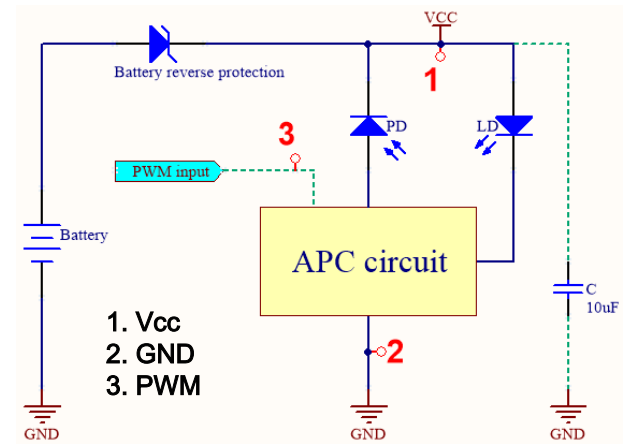 VCC
Battery reverse protection
1
PD
LD
3
PWM input
Battery
APC circuit
C
10uF
1. Vcc
2. GND
3. PWM
2
GND
GND
GND